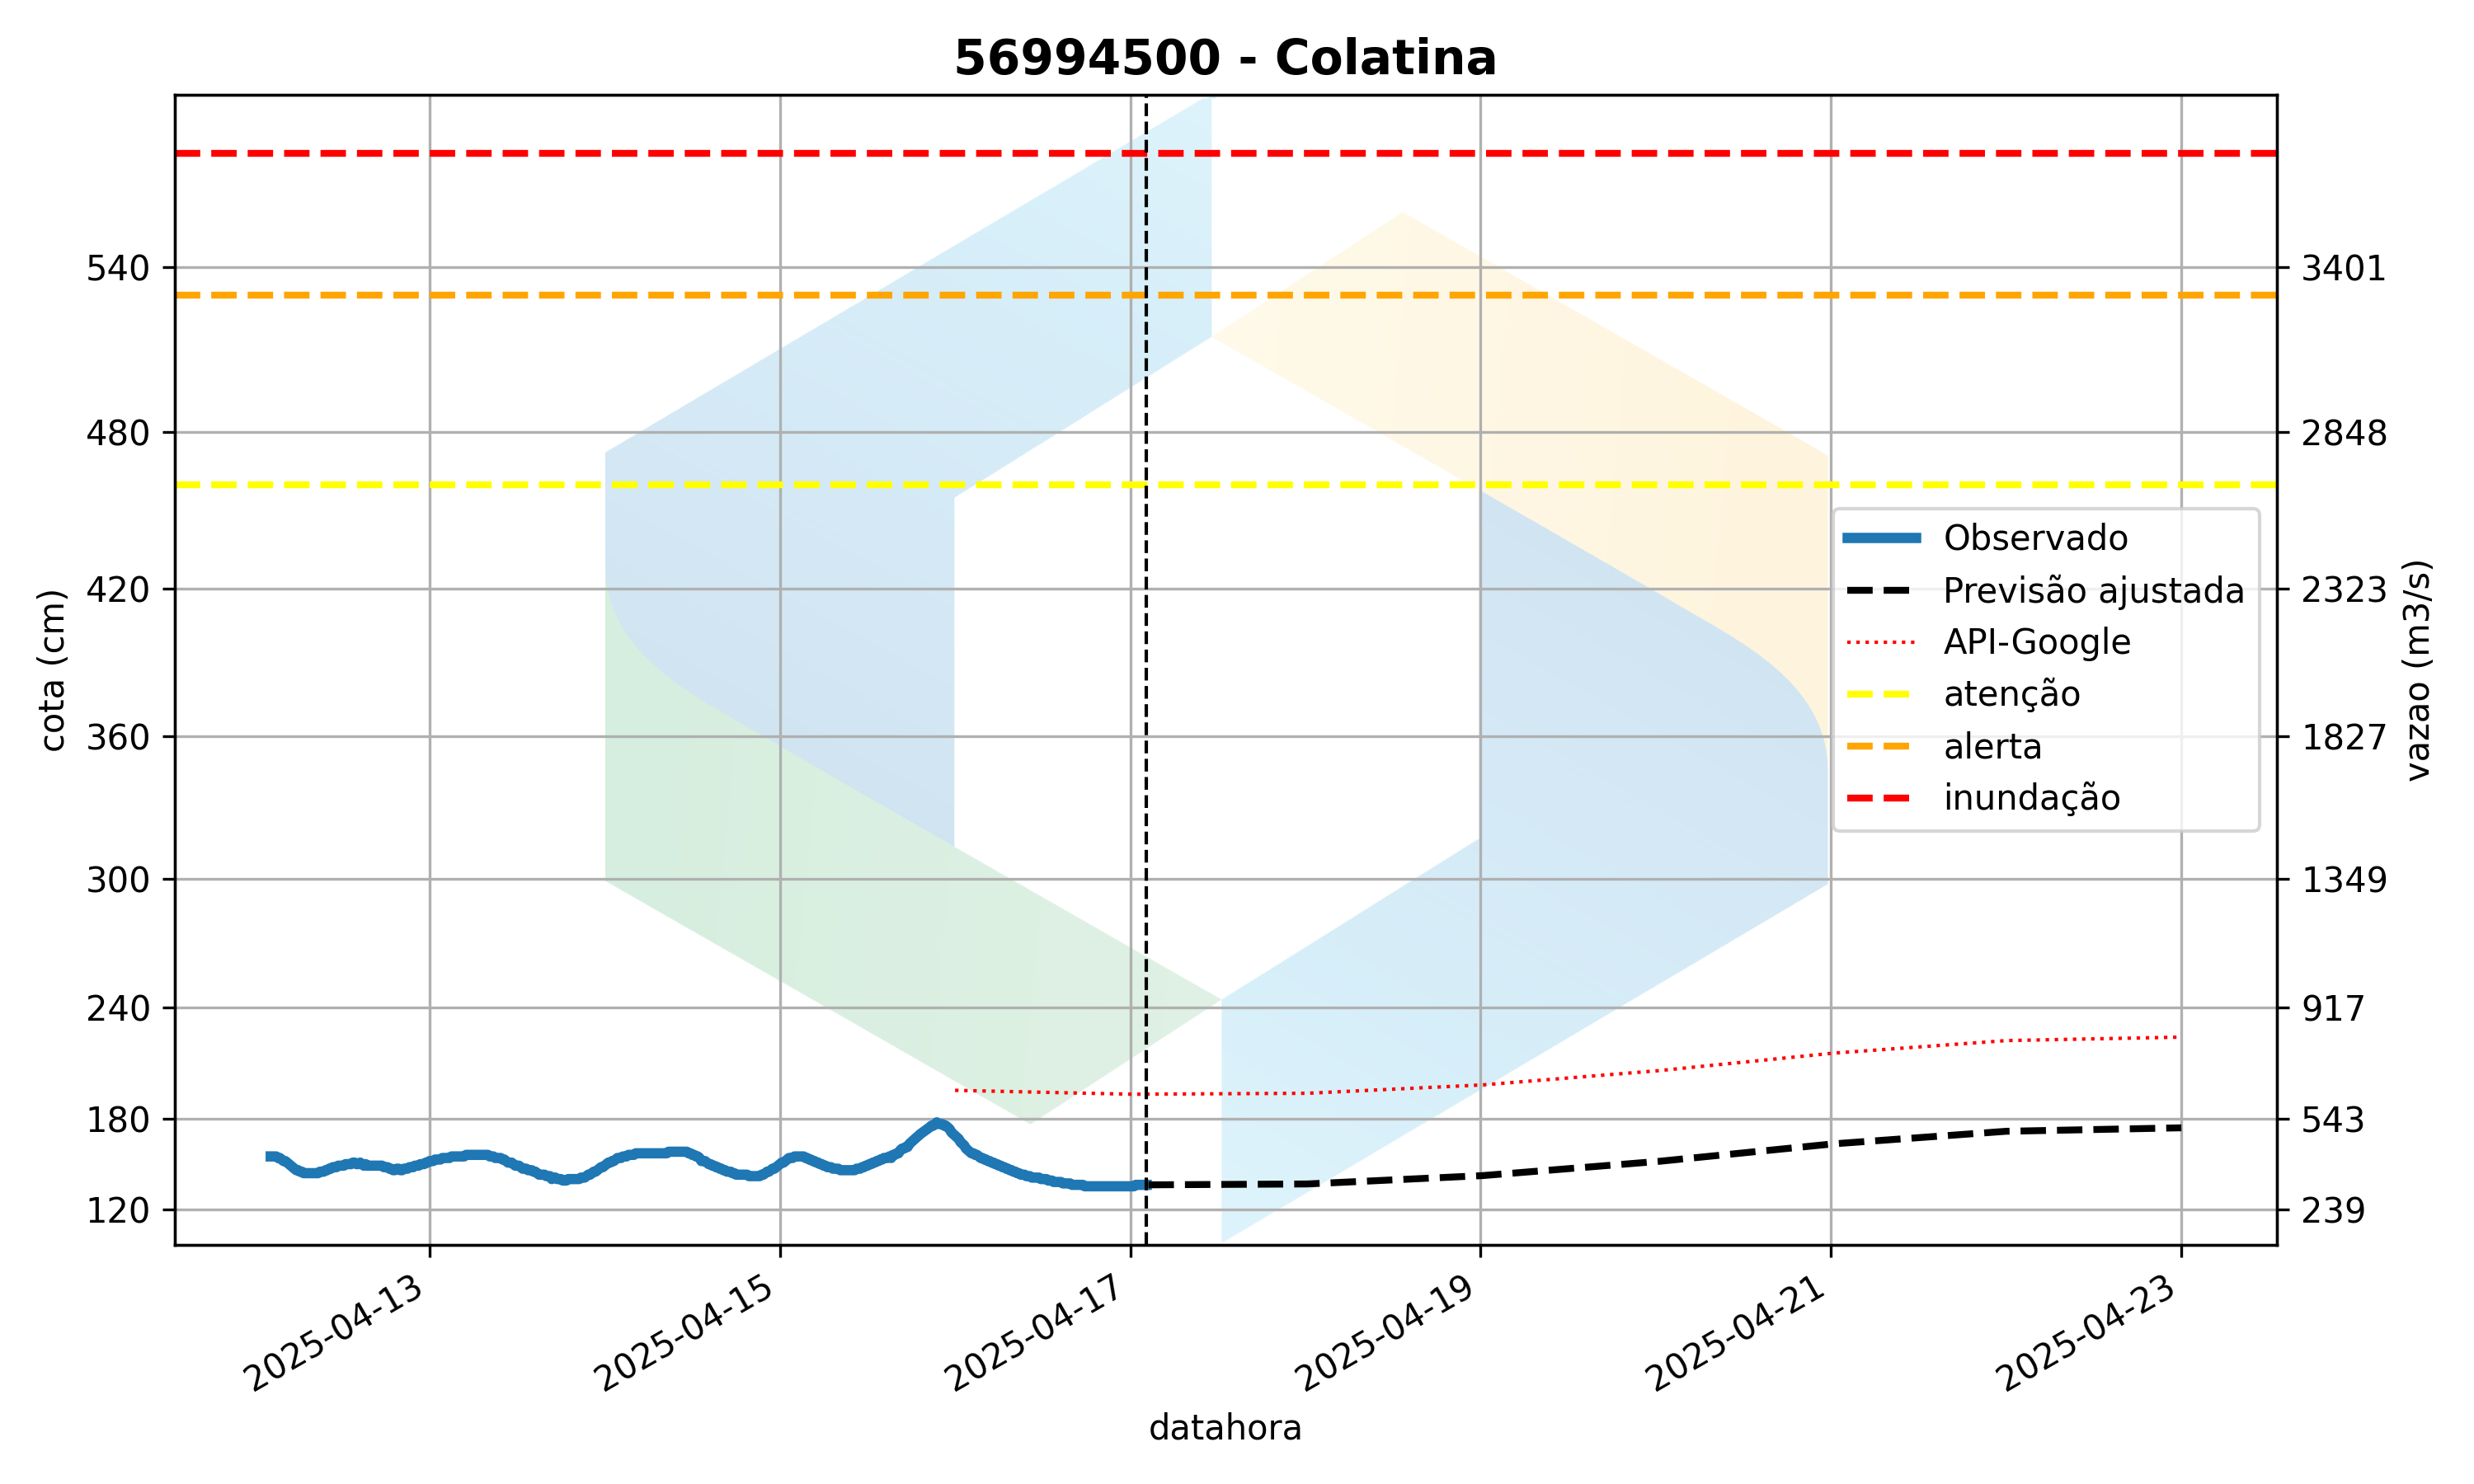 56994500 - Colatina
540
480
420
360
300
240
180
120
cota (cm)
3401
2848
2323
1827
1349
917
543
239
vazao (m3/s)
Observado
Previsão ajustada
API-Google
atenção
alerta
inundação
2025-04-13
2025-04-15
2025-04-17
2025-04-19
2025-04-21
2025-04-23
datahora